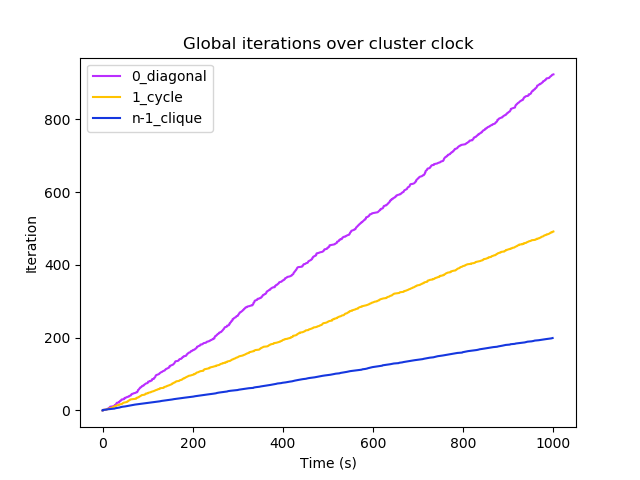 Global iterations over cluster clock
0_diagonal
1_cycle
n-1_clique
Iteration
800
600
400
200
0
0 200 400 600 800 1000
Time (s)